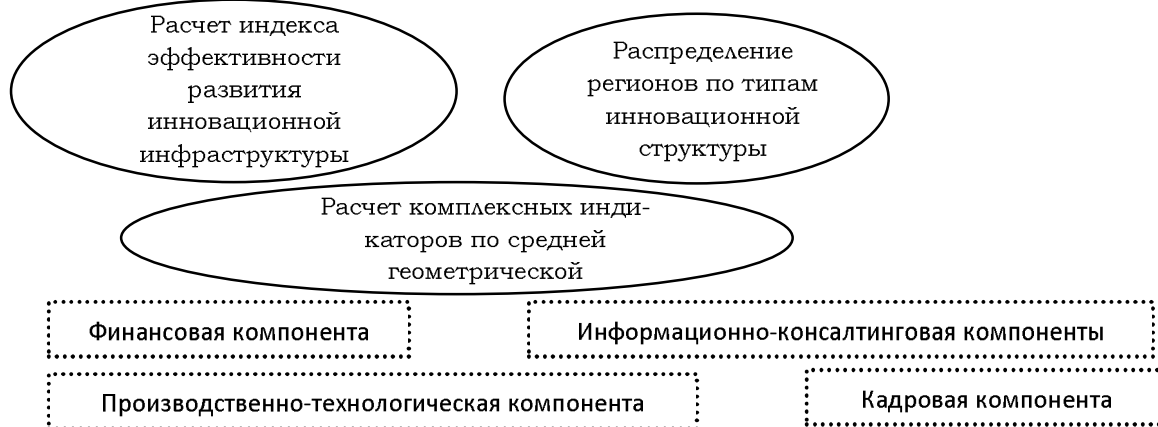 Расчет индекса
эффективности
развития
инновационной
инфраструктуры
Распределение
регионов по типам
инновационной
структуры
Расчет комплексных инди-
каторов по средней
геометрической
Финансовая компонента
Информационно-консалтинговая компоненты
Производственно-технологическая компонента
Кадровая компонента